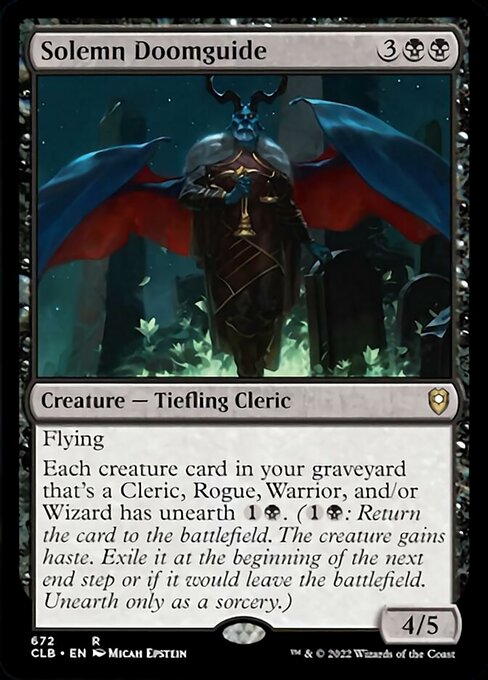 Solemn Doomguide 3
Creature — Tiefling Cleric
Flying
Each creature card in your graveyard
that's a Cleric, Rogue, Warrior, and/or
Wizard has unearth 1. (1: Return
the card to the battlefield. The creature gains
haste. Exile it at the beginning of the next
end step or if it would leave the battlefield.
Unearth only as a sorcery.)
4/5
672 R
CLB • EN Micah Epstein
™ & © 2022 Wizards of the Coast